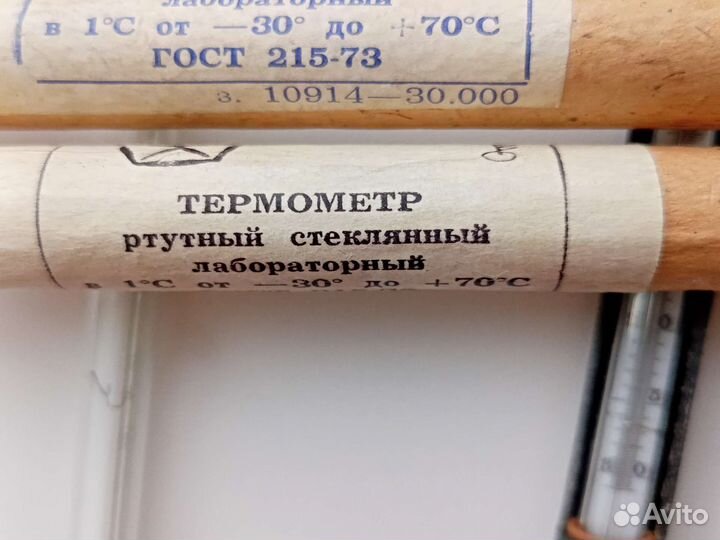 лабораторный
в 1°С от —30° до +70°С
ГОСТ 215-73
з. 10914—30.000
ТЕРМОМЕТР
ртутный стеклянный
лабораторный
в 1°С от —30° до +70°С
Avito